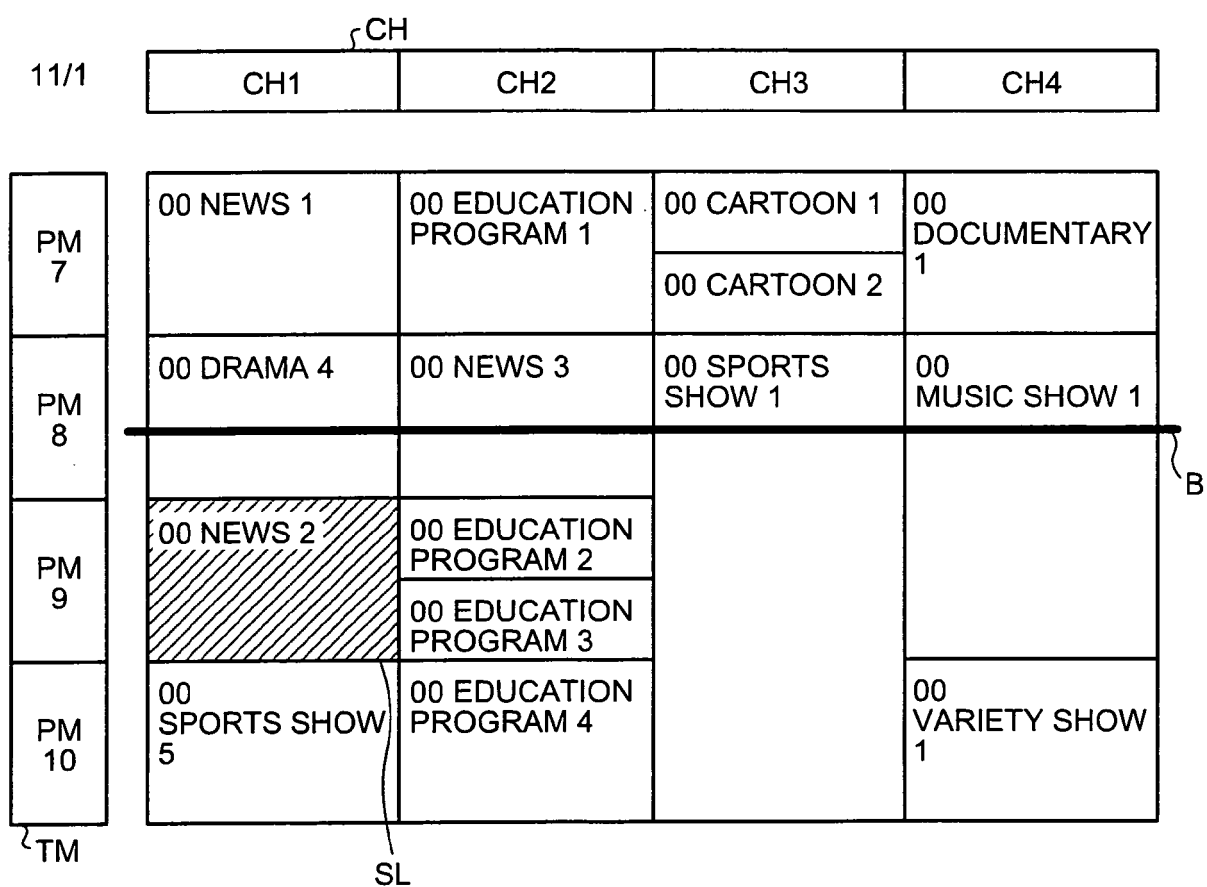 CH
11/1
CH1 CH2 CH3 CH4
PM
7
00 NEWS 1
00 EDUCATION
PROGRAM 1
00 CARTOON 1
00 CARTOON 2
00
DOCUMENTARY
1
PM
8
00 DRAMA 4
00 NEWS 3
00 SPORTS
SHOW 1
00
MUSIC SHOW 1
B
PM
9
00 NEWS 2
00 EDUCATION
PROGRAM 2
00 EDUCATION
PROGRAM 3
PM
10
00
SPORTS SHOW
5
00 EDUCATION
PROGRAM 4
00
VARIETY SHOW
1
TM
SL